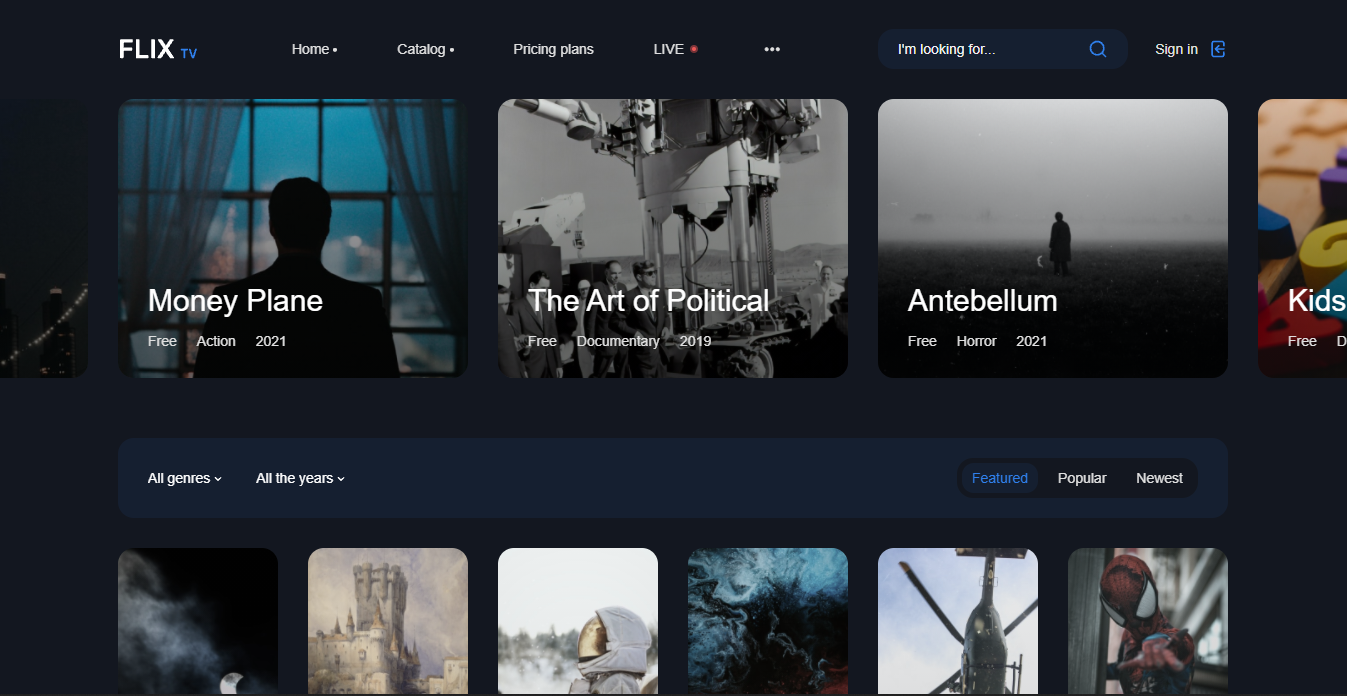 FLIX TV
Home
Catalog
Pricing plans
LIVE
I'm looking for...
Sign in
Money Plane
Free Action 2021
The Art of Political
Free Documentary 2019
Antebellum
Free Horror 2021
Kids
Free D
All genres
All the years
Featured
Popular
Newest